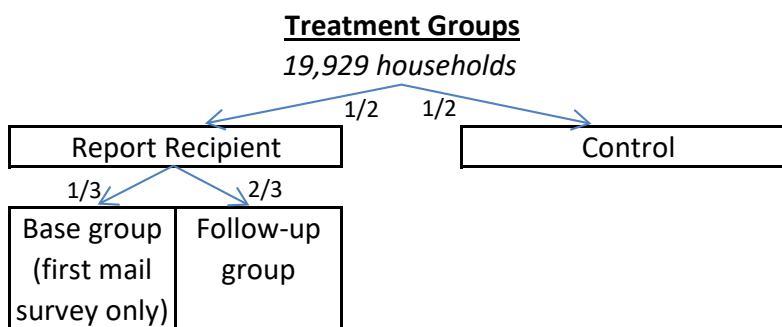 Treatment Groups
19,929 households
1/2 1/2
Report Recipient
Control
1/3 2/3
Base group
(first mail
survey only)
Follow-up
group